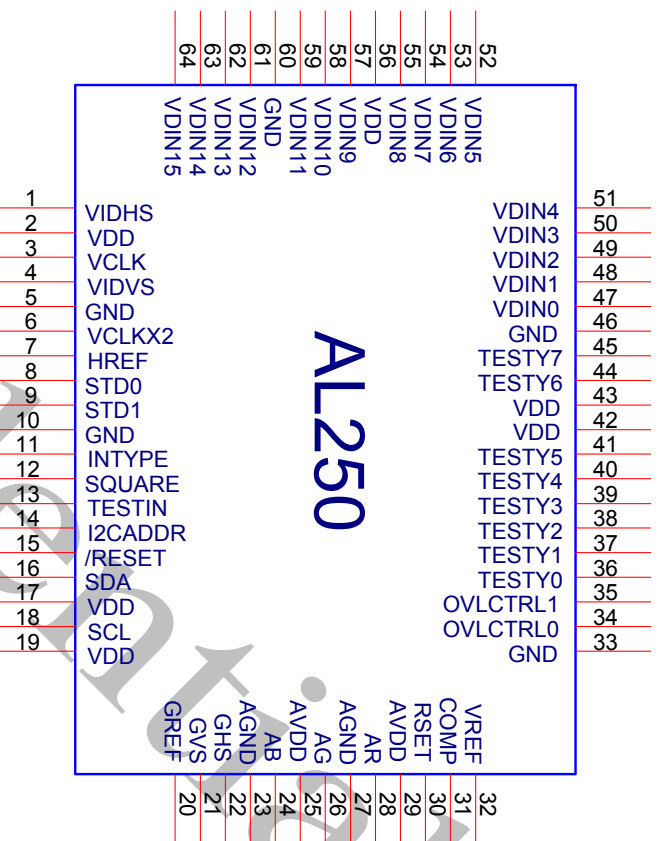 64 63 62 61 60 59 58 57 56 55 54 53 52
VDIN15 VDIN14 VDIN13 VDIN12 GND VDIN11 VDIN10 VDIN9 VDD VDIN8 VDIN7 VDIN6 VDIN5
1 VIDHS VDIN4 51
2 VDD VDIN3 50
3 VCLK VDIN2 49
4 VIDVS VDIN1 48
5 GND VDIN0 47
6 VCLKX2 GND 46
7 HREF TESTY7 45
8 STD0 TESTY6 44
9 STD1 VDD 43
10 GND VDD 42
11 INTYPE TESTY5 41
12 SQUARE TESTY4 40
13 TESTIN TESTY3 39
14 I2CADDR TESTY2 38
15 /RESET TESTY1 37
16 SDA TESTY0 36
17 VDD OVLCTRL1 35
18 SCL OVLCTRL0 34
19 VDD GND 33
AL250
GREF GVS GHS AGND AB AVDD AG AGND AR AVDD RSET COMP VREF
20 21 22 23 24 25 26 27 28 29 30 31 32